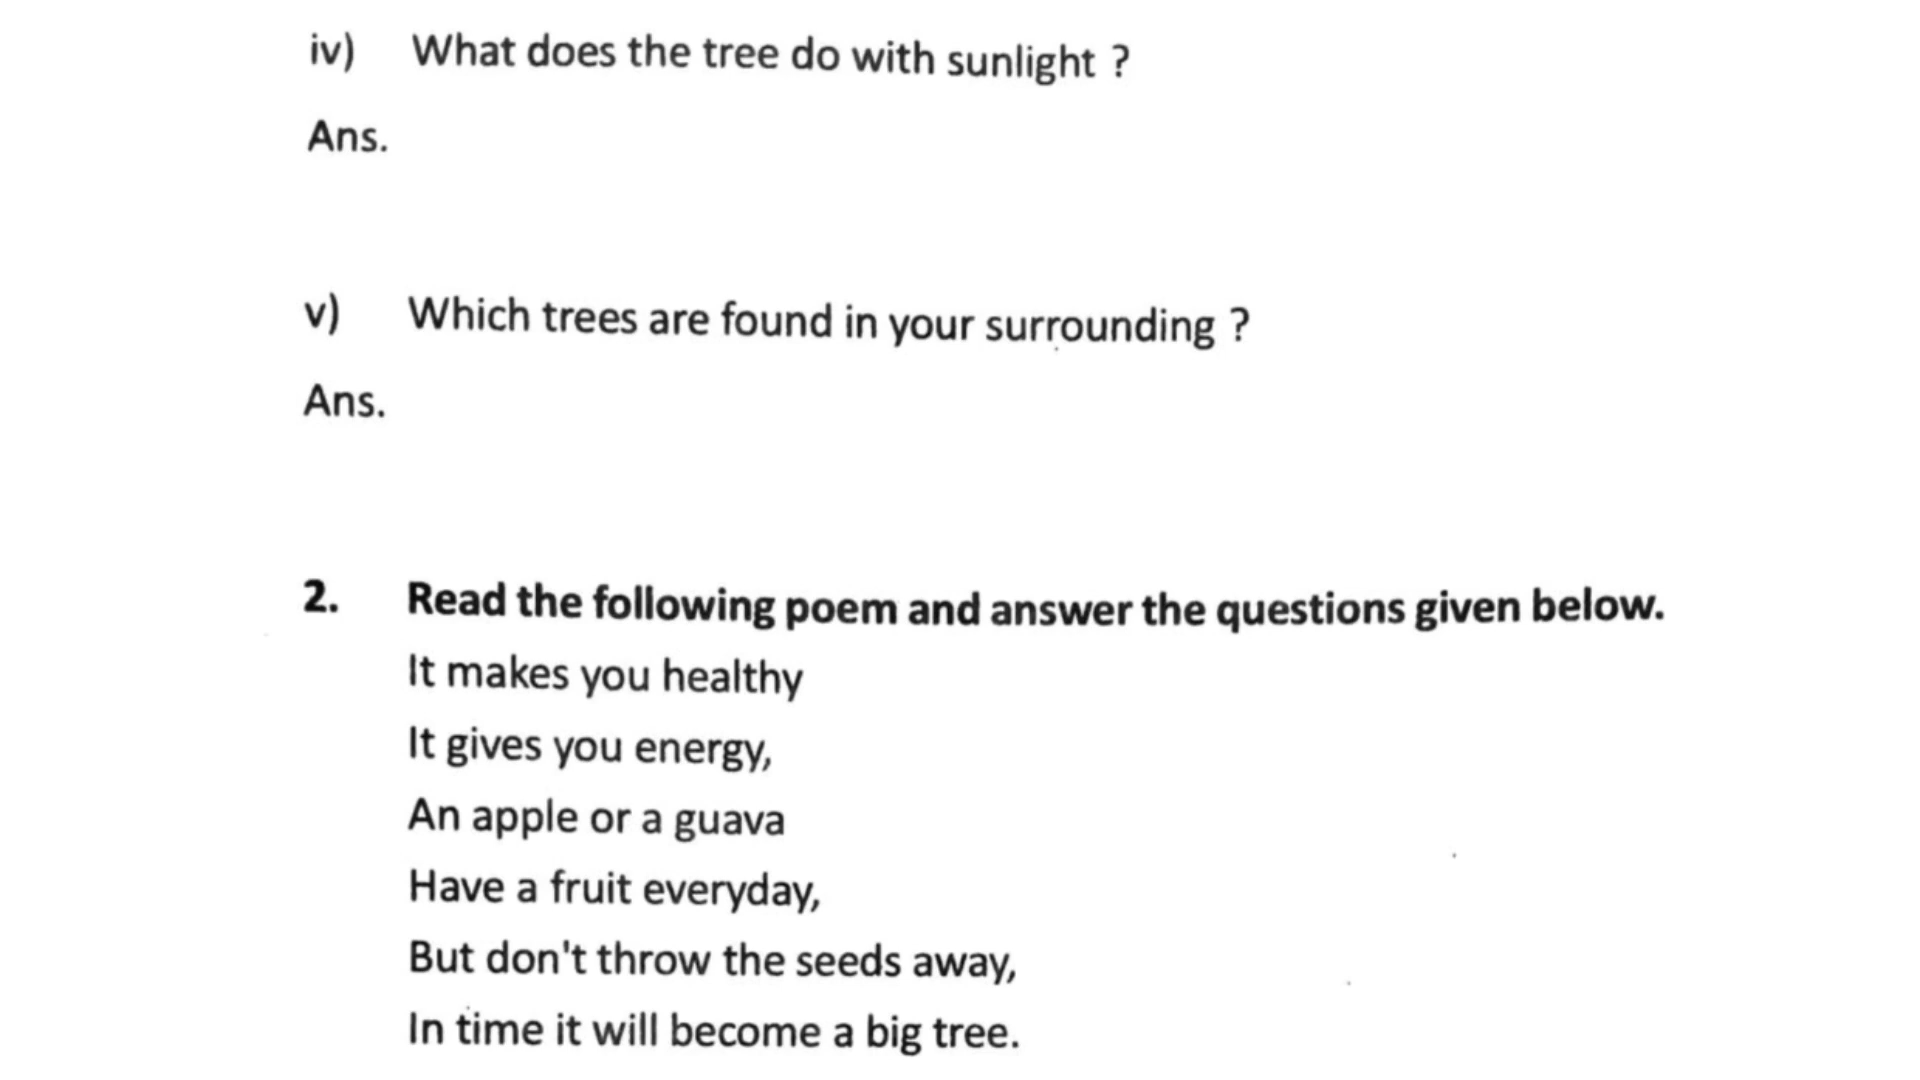 iv) What does the tree do with sunlight ?
Ans.
v) Which trees are found in your surrounding ?
Ans.
2. Read the following poem and answer the questions given below.
It makes you healthy
It gives you energy,
An apple or a guava
Have a fruit everyday,
But don't throw the seeds away,
In time it will become a big tree.